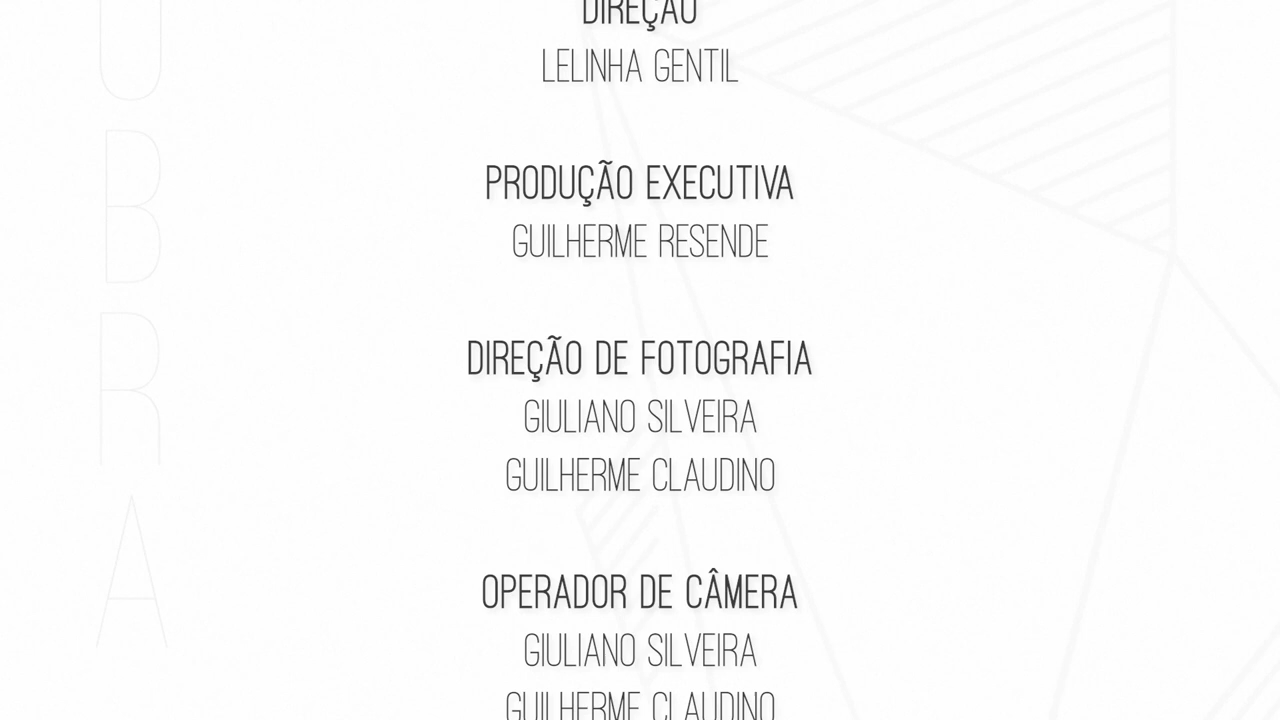 DIREÇÃO
LELINHA GENTIL
PRODUÇÃO EXECUTIVA
GUILHERME RESENDE
DIREÇÃO DE FOTOGRAFIA
GIULIANO SILVEIRA
GUILHERME CLAUDINO
OPERADOR DE CÂMERA
GIULIANO SILVEIRA
GUILHERME CLAUDINO